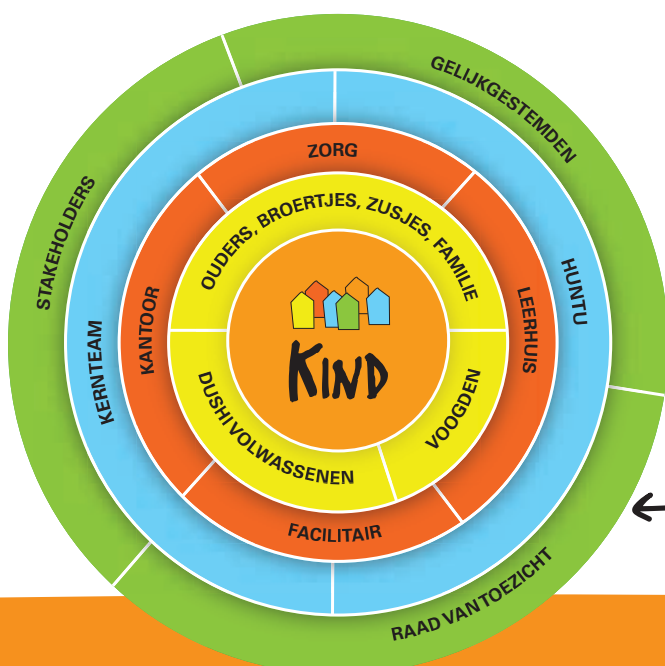 GELIJKGESTEMDEN
STAKEHOLDERS
RAAD VAN TOEZICHT
KERNTEAM
HUNTU
ZORG
KANTOOR
LEERHUIS
FACILITAIR
OUDERS, BROERTJES, ZUSJES, FAMILIE
DUSHI VOLWASSENEN
VOOGDEN
KIND